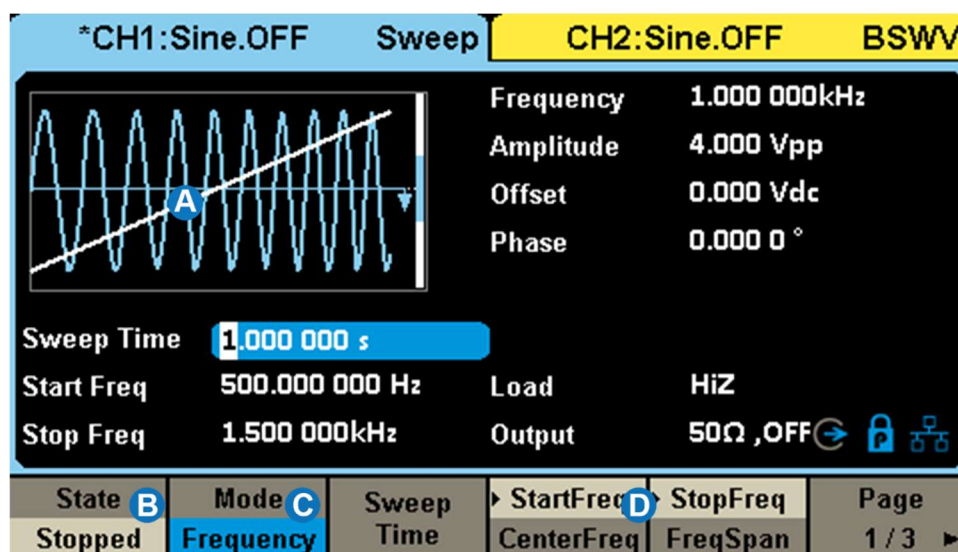 *CH1:Sine.OFF Sweep CH2:Sine.OFF BSWV
Frequency 1.000 000kHz
Amplitude 4.000 Vpp
Offset 0.000 Vdc
Phase 0.000 0 °
A
Sweep Time 1.000 000 s
Start Freq 500.000 000 Hz Load HiZ
Stop Freq 1.500 000kHz Output 50Ω ,OFF P
State B Mode C Sweep Time StartFreq D StopFreq Page
Stopped Frequency CenterFreq FreqSpan 1 / 3